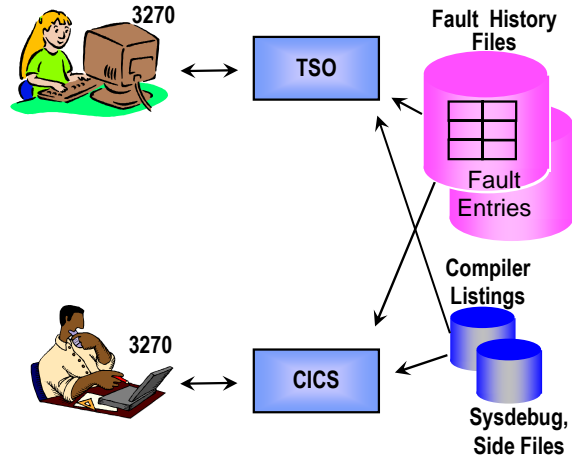 3270
Fault History
Files
TSO
Fault
Entries
Compiler
Listings
3270
CICS
Sysdebug,
Side Files